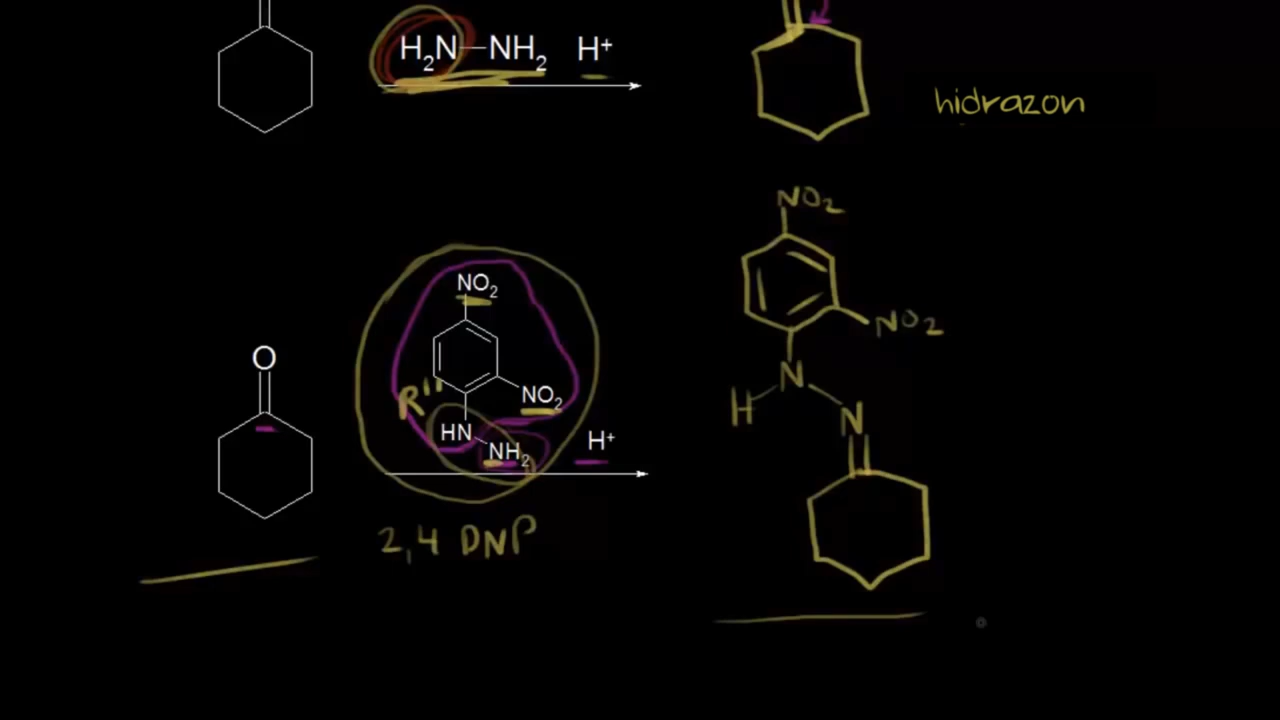 H₂N—NH₂ H⁺
hidrazon
NO₂
NO₂
NO₂
NO₂
O
R''
HN
NH₂
H⁺
N
H
N
2,4 DNP